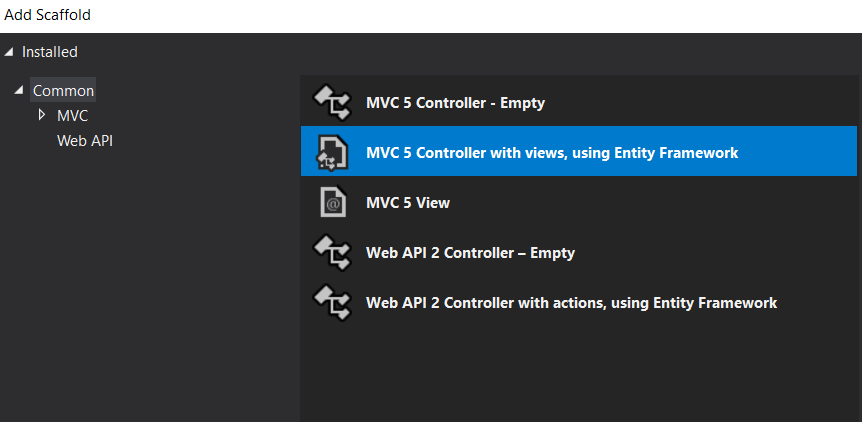 Add Scaffold
Installed
Common
MVC
Web API
MVC 5 Controller - Empty
MVC 5 Controller with views, using Entity Framework
MVC 5 View
Web API 2 Controller – Empty
Web API 2 Controller with actions, using Entity Framework